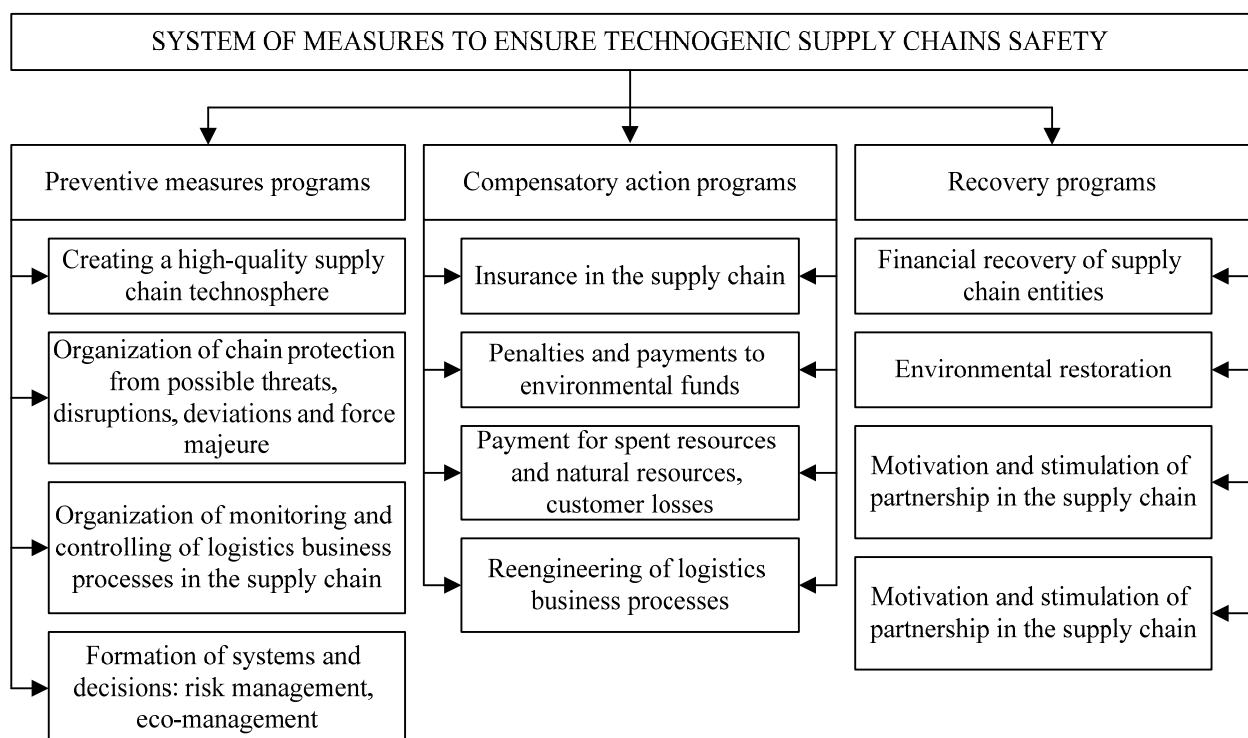 SYSTEM OF MEASURES TO ENSURE TECHNOGENIC SUPPLY CHAINS SAFETY
Preventive measures programs
Creating a high-quality supply
chain technosphere
Organization of chain protection
from possible threats,
disruptions, deviations and force
majeure
Organization of monitoring and
controlling of logistics business
processes in the supply chain
Formation of systems and
decisions: risk management,
eco-management
Compensatory action programs
Insurance in the supply chain
Penalties and payments to
environmental funds
Payment for spent resources
and natural resources,
customer losses
Reengineering of logistics
business processes
Recovery programs
Financial recovery of supply
chain entities
Environmental restoration
Motivation and stimulation of
partnership in the supply chain
Motivation and stimulation of
partnership in the supply chain